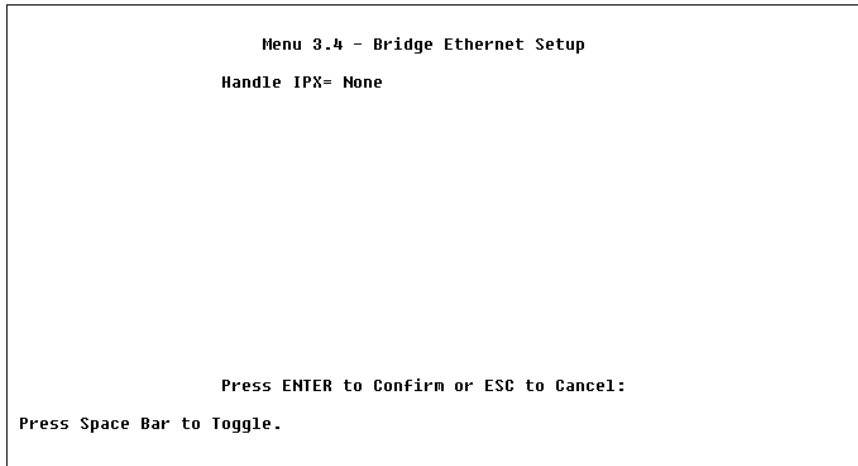 Menu 3.4 - Bridge Ethernet Setup
Handle IPX= None
Press ENTER to Confirm or ESC to Cancel:
Press Space Bar to Toggle.